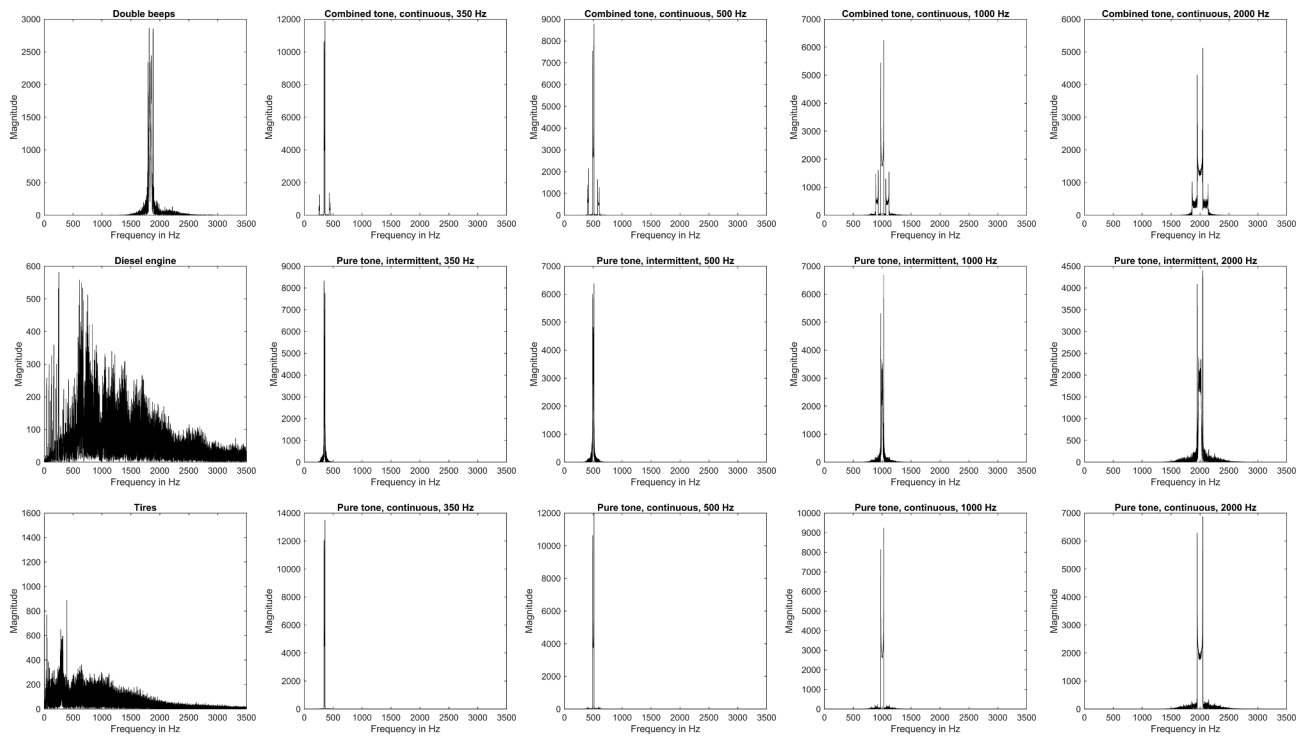 Double beeps
Magnitude
3000
2500
2000
1500
1000
500
0
0 500 1000 1500 2000 2500 3000 3500
Frequency in Hz
Combined tone, continuous, 350 Hz
Magnitude
12000
10000
8000
6000
4000
2000
0
0 500 1000 1500 2000 2500 3000 3500
Frequency in Hz
Combined tone, continuous, 500 Hz
Magnitude
9000
8000
7000
6000
5000
4000
3000
2000
1000
0
0 500 1000 1500 2000 2500 3000 3500
Frequency in Hz
Combined tone, continuous, 1000 Hz
Magnitude
7000
6000
5000
4000
3000
2000
1000
0
0 500 1000 1500 2000 2500 3000 3500
Frequency in Hz
Combined tone, continuous, 2000 Hz
Magnitude
6000
5000
4000
3000
2000
1000
0
0 500 1000 1500 2000 2500 3000 3500
Frequency in Hz
Diesel engine
Magnitude
600
500
400
300
200
100
0
0 500 1000 1500 2000 2500 3000 3500
Frequency in Hz
Pure tone, intermittent, 350 Hz
Magnitude
9000
8000
7000
6000
5000
4000
3000
2000
1000
0
0 500 1000 1500 2000 2500 3000 3500
Frequency in Hz
Pure tone, intermittent, 500 Hz
Magnitude
7000
6000
5000
4000
3000
2000
1000
0
0 500 1000 1500 2000 2500 3000 3500
Frequency in Hz
Pure tone, intermittent, 1000 Hz
Magnitude
7000
6000
5000
4000
3000
2000
1000
0
0 500 1000 1500 2000 2500 3000 3500
Frequency in Hz
Pure tone, intermittent, 2000 Hz
Magnitude
4500
4000
3500
3000
2500
2000
1500
1000
500
0
0 500 1000 1500 2000 2500 3000 3500
Frequency in Hz
Tires
Magnitude
1600
1400
1200
1000
800
600
400
200
0
0 500 1000 1500 2000 2500 3000 3500
Frequency in Hz
Pure tone, continuous, 350 Hz
Magnitude
14000
12000
10000
8000
6000
4000
2000
0
0 500 1000 1500 2000 2500 3000 3500
Frequency in Hz
Pure tone, continuous, 500 Hz
Magnitude
12000
10000
8000
6000
4000
2000
0
0 500 1000 1500 2000 2500 3000 3500
Frequency in Hz
Pure tone, continuous, 1000 Hz
Magnitude
10000
9000
8000
7000
6000
5000
4000
3000
2000
1000
0
0 500 1000 1500 2000 2500 3000 3500
Frequency in Hz
Pure tone, continuous, 2000 Hz
Magnitude
7000
6000
5000
4000
3000
2000
1000
0
0 500 1000 1500 2000 2500 3000 3500
Frequency in Hz